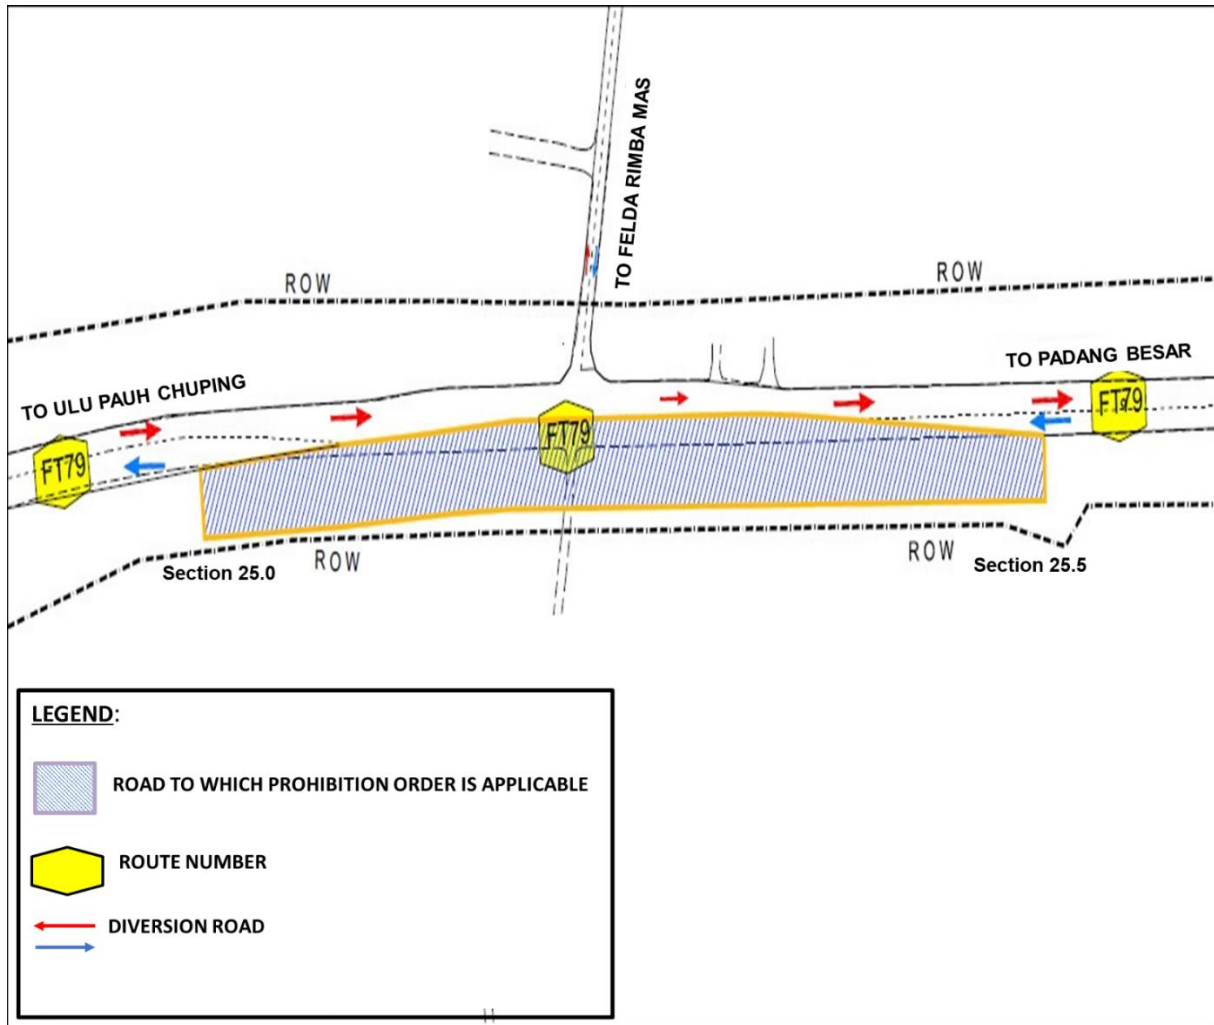 TO FELDA RIMBA MAS
ROW
ROW
TO PADANG BESAR
TO ULU PAUH CHUPING
FT79
FT79
FT79
ROW
ROW
Section 25.0
Section 25.5
LEGEND:
ROAD TO WHICH PROHIBITION ORDER IS APPLICABLE
ROUTE NUMBER
DIVERSION ROAD